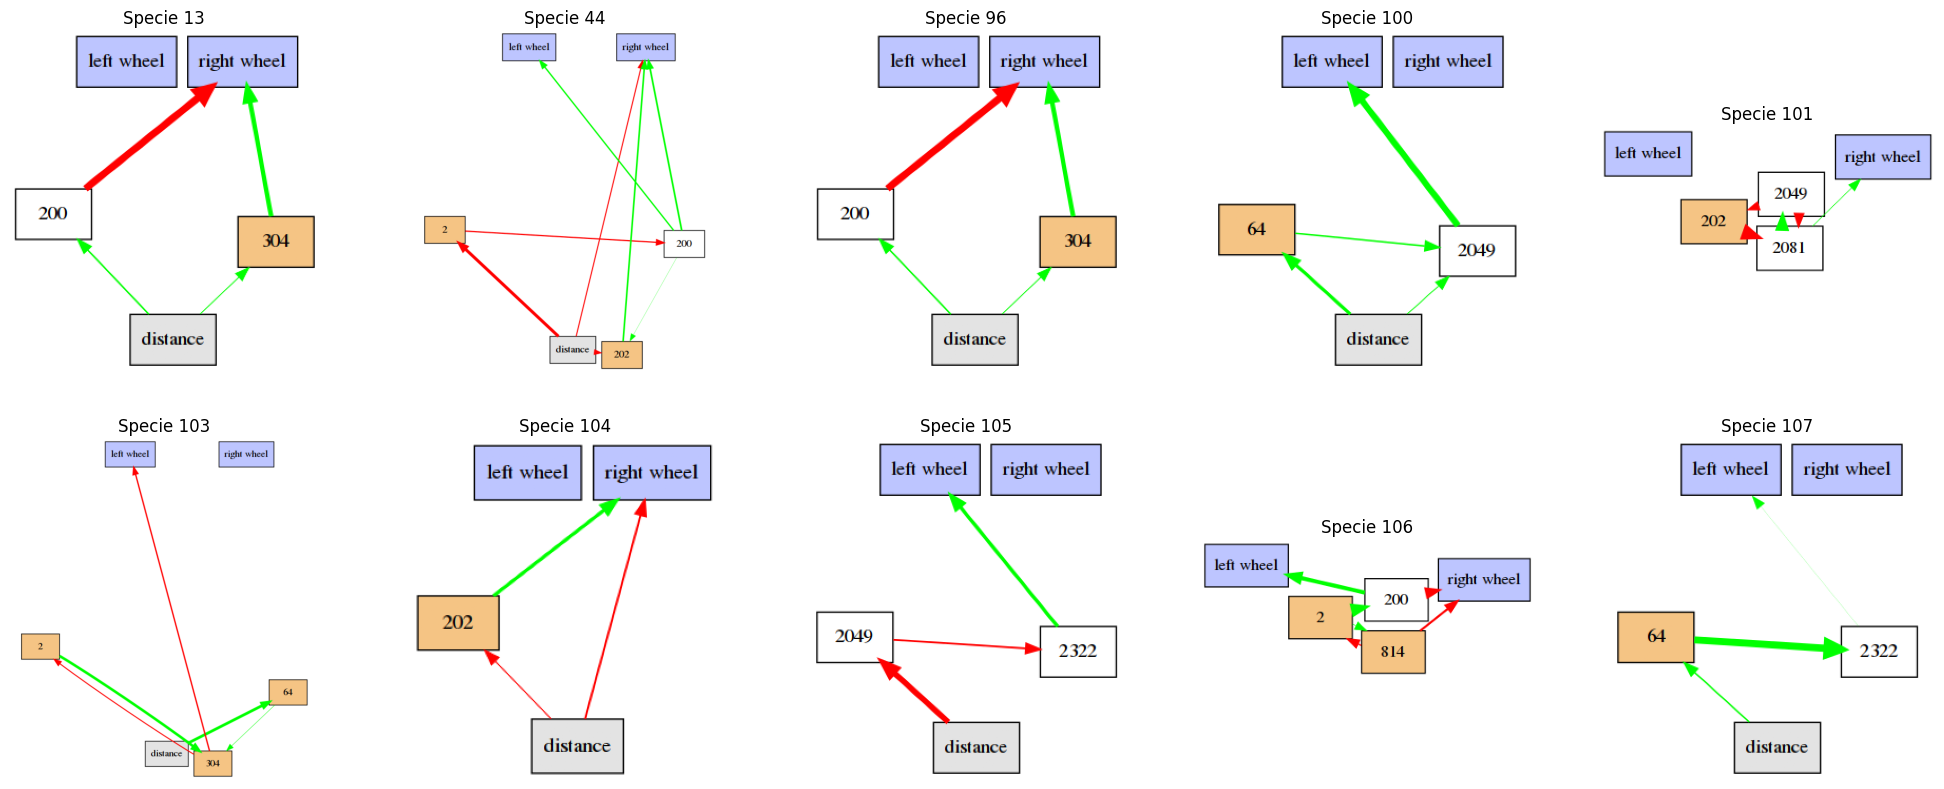 Specie 13
left wheel
right wheel
200
304
distance
Specie 44
left wheel
right wheel
2
200
distance
202
Specie 96
left wheel
right wheel
200
304
distance
Specie 100
left wheel
right wheel
64
2049
distance
Specie 101
left wheel
right wheel
2049
202
2081
Specie 103
left wheel
right wheel
2
64
distance
304
Specie 104
left wheel
right wheel
202
distance
Specie 105
left wheel
right wheel
2049
2322
distance
Specie 106
left wheel
right wheel
200
2
814
Specie 107
left wheel
right wheel
64
2322
distance